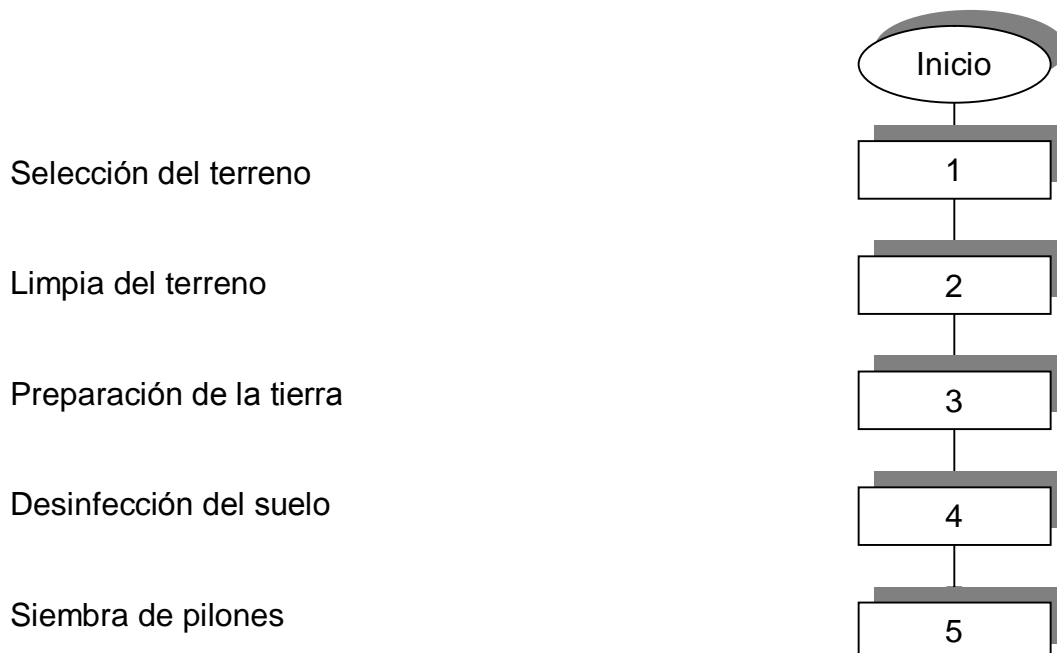 Inicio
Selección del terreno 1
Limpia del terreno 2
Preparación de la tierra 3
Desinfección del suelo 4
Siembra de pilones 5